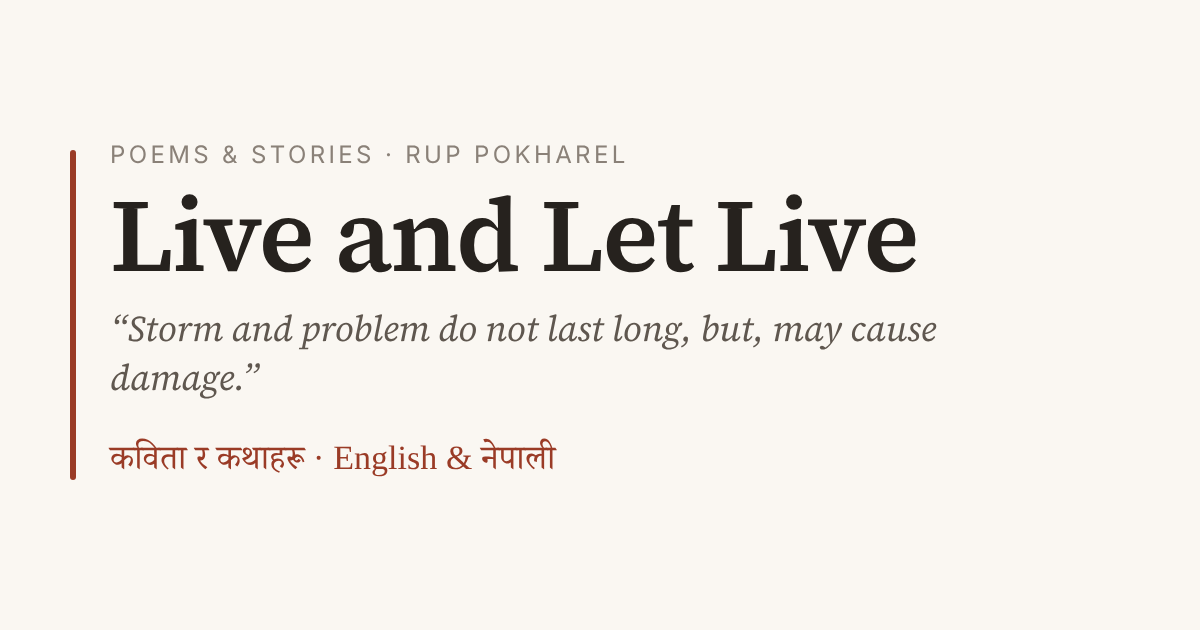 POEMS & STORIES · RUP POKHAREL
Live and Let Live
“Storm and problem do not last long, but, may cause
damage.”
कविता र कथाहरू · English & नेपाली